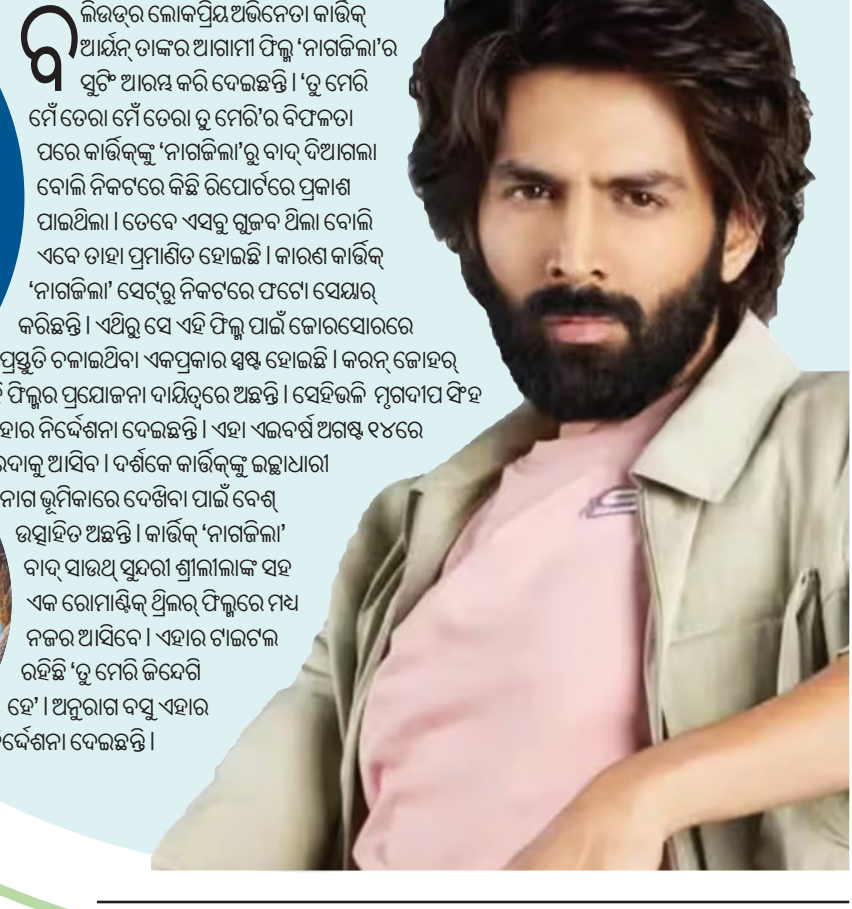 ବଲିଉଡ୍‌ର ଲୋକପ୍ରିୟ ଅଭିନେତା କାର୍ତ୍ତିକ୍
ଆର୍ଯନ୍ ତାଙ୍କର ଆଗାମୀ ଫିଲ୍ମ ‘ନାଗଜିଲା’ର
ସୁଟିଂ ଆରମ୍ଭ କରି ଦେଇଛନ୍ତି । ‘ତୁ ମେରି
ମେଁ ତେରା ମେଁ ତେରା ତୁ ମେରି’ର ବିଫଳତା
ପରେ କାର୍ତ୍ତିକ୍‌ଙ୍କୁ ‘ନାଗଜିଲା’ରୁ ବାଦ୍ ଦିଆଗଲା
ବୋଲି ନିକଟରେ କିଛି ରିପୋର୍ଟରେ ପ୍ରକାଶ
ପାଇଥିଲା । ତେବେ ଏସବୁ ଗୁଜବ ଥିଲା ବୋଲି
ଏବେ ତାହା ପ୍ରମାଣିତ ହୋଇଛି । କାରଣ କାର୍ତ୍ତିକ୍
‘ନାଗଜିଲା’ ସେଟ୍‌ରୁ ନିକଟରେ ଫଟୋ ସେୟାର୍
କରିଛନ୍ତି । ଏଥିରୁ ସେ ଏହି ଫିଲ୍ମ ପାଇଁ ଜୋରସୋରରେ
ପ୍ରସ୍ତୁତି ଚଳାଇଥିବା ଏକପ୍ରକାର ସ୍ପଷ୍ଟ ହୋଇଛି । କରନ୍ ଜୋହର୍
ଫିଲ୍ମର ପ୍ରଯୋଜନା ଦାୟିତ୍ୱରେ ଅଛନ୍ତି । ସେହିଭଳି ମୃଗଦୀପ ସିଂହ
ନିର୍ଦ୍ଦେଶନା ଦେଇଛନ୍ତି । ଏହା ଏଇବର୍ଷ ଅଗଷ୍ଟ ୧୪ରେ
ଆସିବ । ଦର୍ଶକେ କାର୍ତ୍ତିକ୍‌ଙ୍କୁ ଇଚ୍ଛାଧାରୀ
ନାଗ ଭୂମିକାରେ ଦେଖିବା ପାଇଁ ବେଶ୍
ଉତ୍ସାହିତ ଅଛନ୍ତି । କାର୍ତ୍ତିକ୍ ‘ନାଗଜିଲା’
ବାଦ୍ ସାଉଥ୍ ସୁନ୍ଦରୀ ଶ୍ରୀଲୀଲାଙ୍କ ସହ
ଏକ ରୋମାଣ୍ଟିକ୍ ଥ୍ରିଲର୍ ଫିଲ୍ମରେ ମଧ୍ୟ
ନଜର ଆସିବେ । ଏହାର ଟାଇଟଲ
ରହିଛି ‘ତୁ ମେରି ଜିନ୍ଦେଗି
ହେ’ । ଅନୁରାଗ ବସୁ ଏହାର
ଦେଇଛନ୍ତି ।